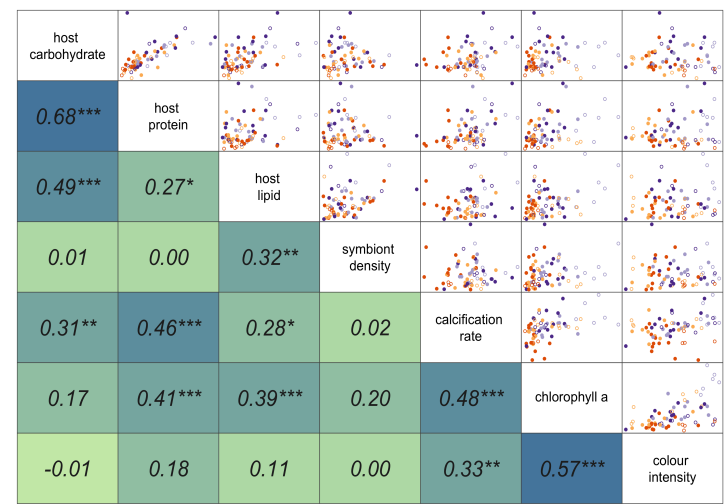 host
carbohydrate
0.68***
host
protein
0.49***
0.27*
host
lipid
0.01
0.00
0.32**
symbiont
density
0.31**
0.46***
0.28*
0.02
calcification
rate
0.17
0.41***
0.39***
0.20
0.48***
chlorophyll a
-0.01
0.18
0.11
0.00
0.33**
0.57***
colour
intensity